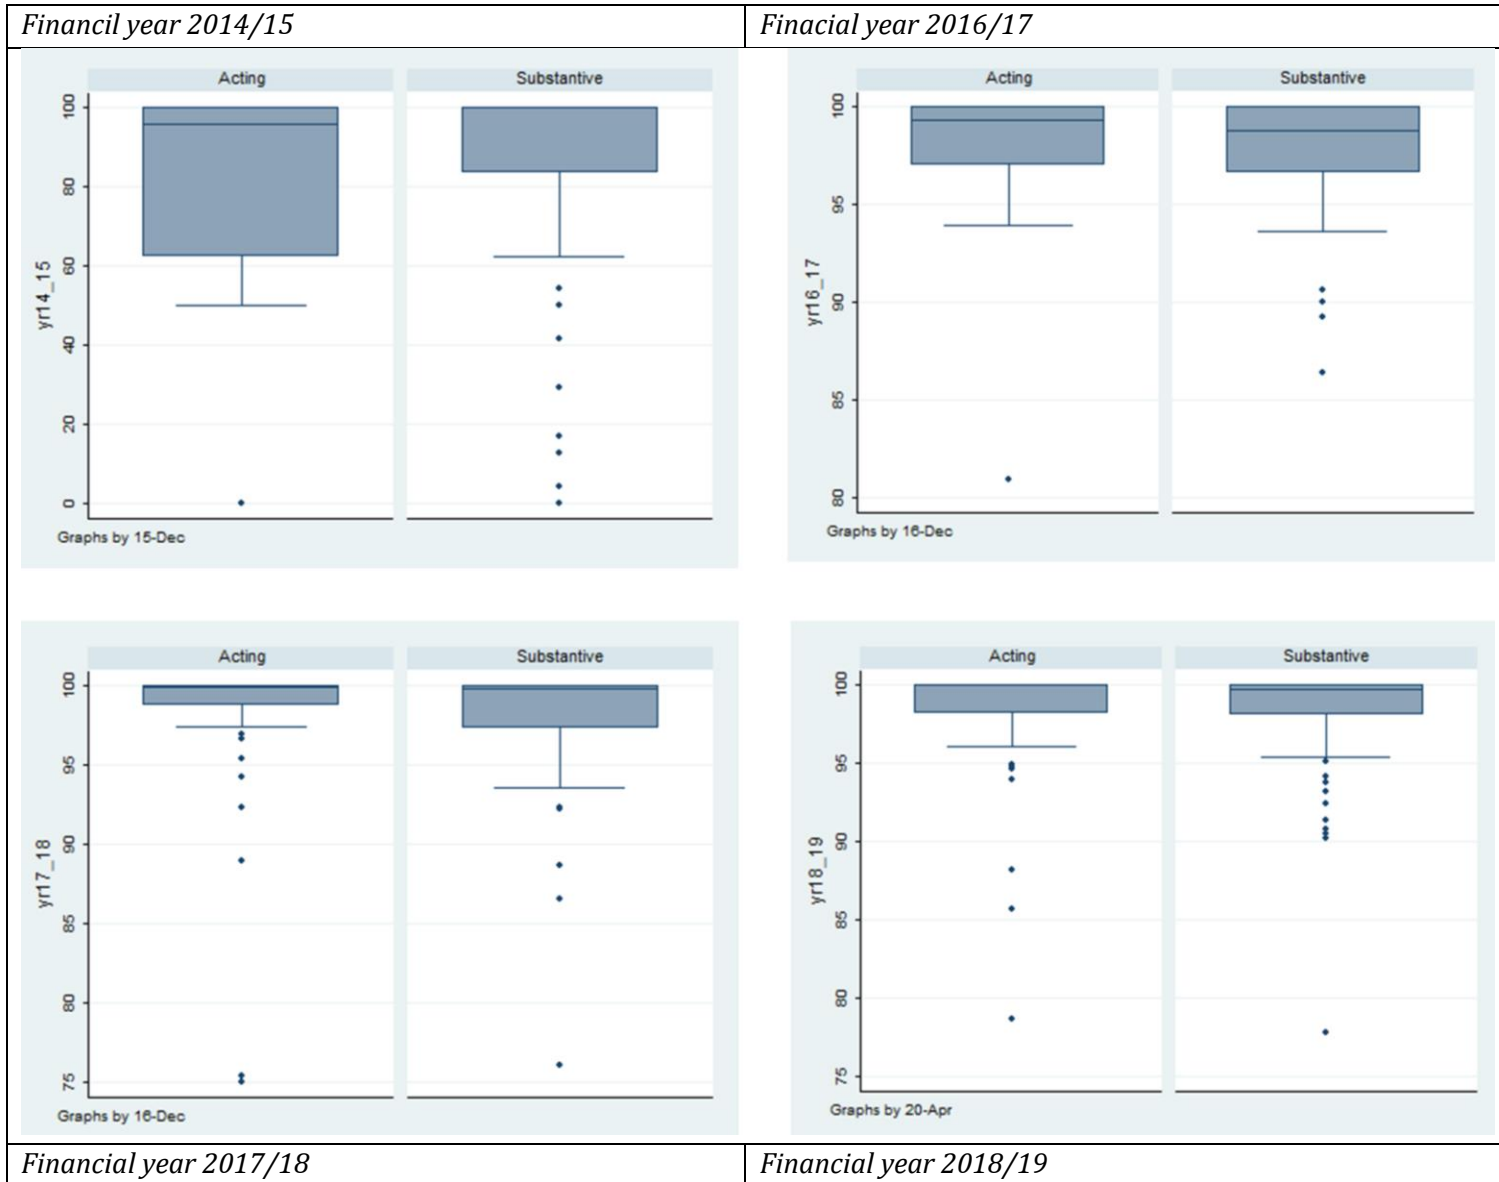 Financil year 2014/15
Finacial year 2016/17
Acting
Substantive
yr14_15
100
80
60
40
20
0
Graphs by 15-Dec
Acting
Substantive
yr16_17
100
95
90
85
80
Graphs by 16-Dec
Acting
Substantive
yr17_18
100
95
90
85
80
75
Graphs by 16-Dec
Acting
Substantive
yr18_19
100
95
90
85
80
75
Graphs by 20-Apr
Financial year 2017/18
Financial year 2018/19